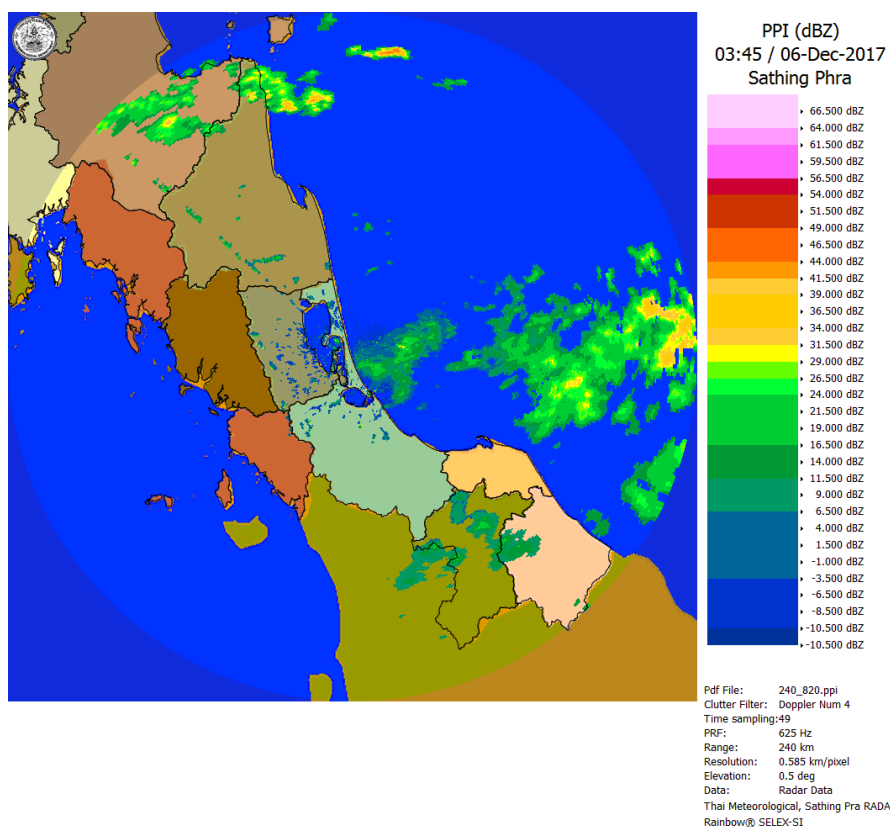 PPI (dBZ)
03:45 / 06-Dec-2017
Sathing Phra
66.500 dBZ
64.000 dBZ
61.500 dBZ
59.500 dBZ
56.500 dBZ
54.000 dBZ
51.500 dBZ
49.000 dBZ
46.500 dBZ
44.000 dBZ
41.500 dBZ
39.000 dBZ
36.500 dBZ
34.000 dBZ
31.500 dBZ
29.000 dBZ
26.500 dBZ
24.000 dBZ
21.500 dBZ
19.000 dBZ
16.500 dBZ
14.000 dBZ
11.500 dBZ
9.000 dBZ
6.500 dBZ
4.000 dBZ
1.500 dBZ
-1.000 dBZ
-3.500 dBZ
-6.500 dBZ
-8.500 dBZ
-10.500 dBZ
-10.500 dBZ
Pdf File: 240_820.ppi
Clutter Filter: Doppler Num 4
Time sampling:49
PRF: 625 Hz
Range: 240 km
Resolution: 0.585 km/pixel
Elevation: 0.5 deg
Data: Radar Data
Thai Meteorological, Sathing Pra RADA
Rainbow® SELEX-SI